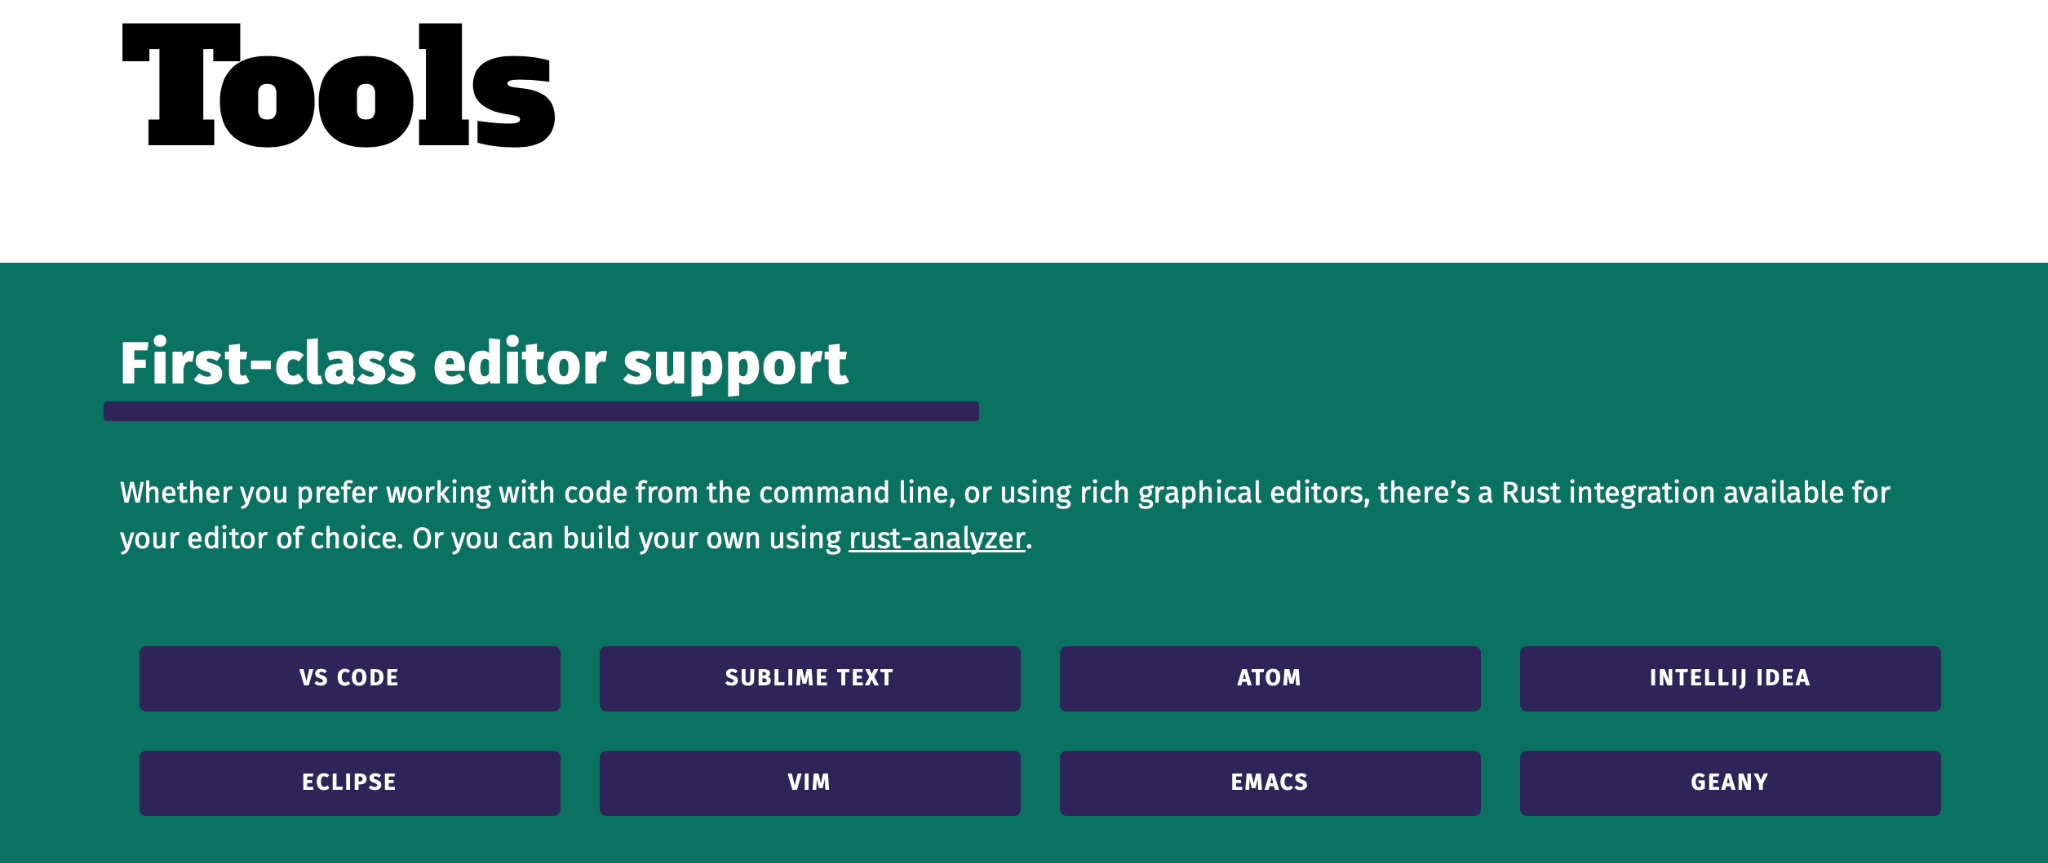 Tools
First-class editor support
Whether you prefer working with code from the command line, or using rich graphical editors, there’s a Rust integration available for
your editor of choice. Or you can build your own using rust-analyzer.
VS CODE
SUBLIME TEXT
ATOM
INTELLIJ IDEA
ECLIPSE
VIM
EMACS
GEANY